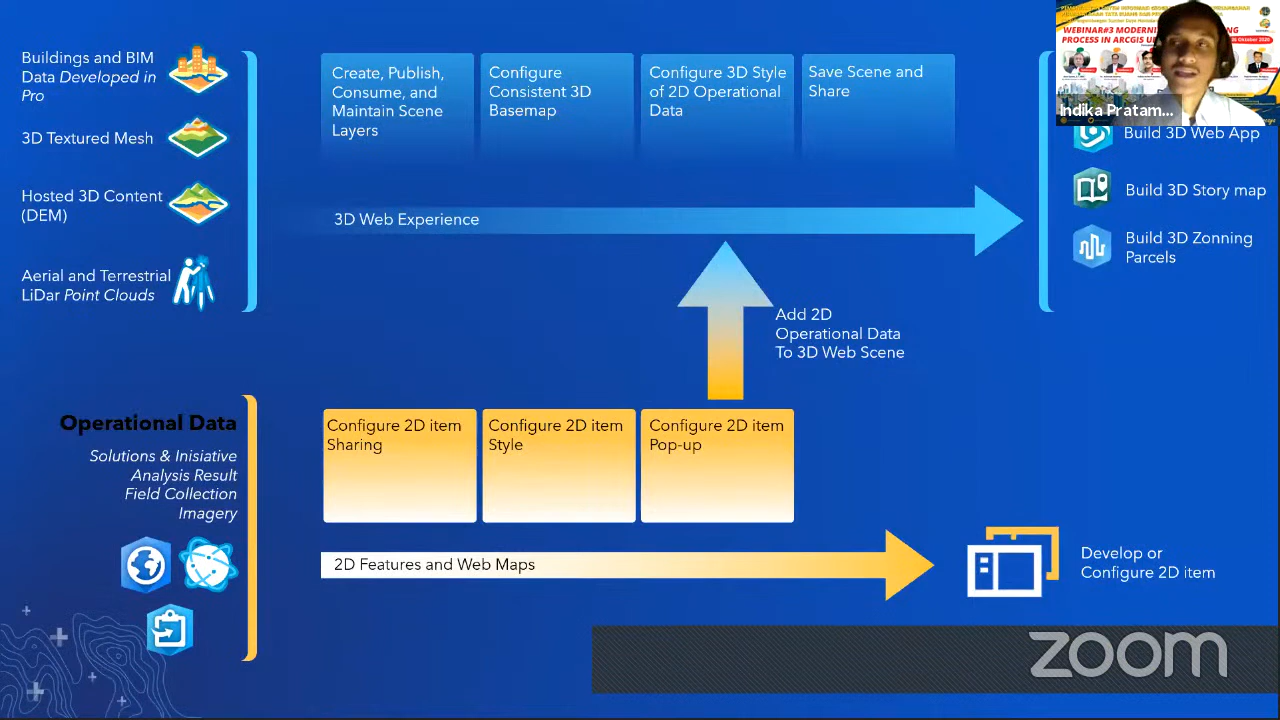 Buildings and BIM
Data Developed in
Pro
3D Textured Mesh
Hosted 3D Content
(DEM)
Aerial and Terrestrial
LiDar Point Clouds
Create, Publish,
Consume, and
Maintain Scene
Layers
Configure
Consistent 3D
Basemap
Configure 3D Style
of 2D Operational
Data
Save Scene and
Share
3D Web Experience
Add 2D
Operational Data
To 3D Web Scene
WEBINAR#3
PROCESS IN ARCGIS
Indika Pratam...
Build 3D Web App
Build 3D Story map
Build 3D Zonning
Parcels
Operational Data
Solutions & Inisiative
Analysis Result
Field Collection
Imagery
Configure 2D item
Sharing
Configure 2D item
Style
Configure 2D item
Pop-up
2D Features and Web Maps
Develop or
Configure 2D item
zoom